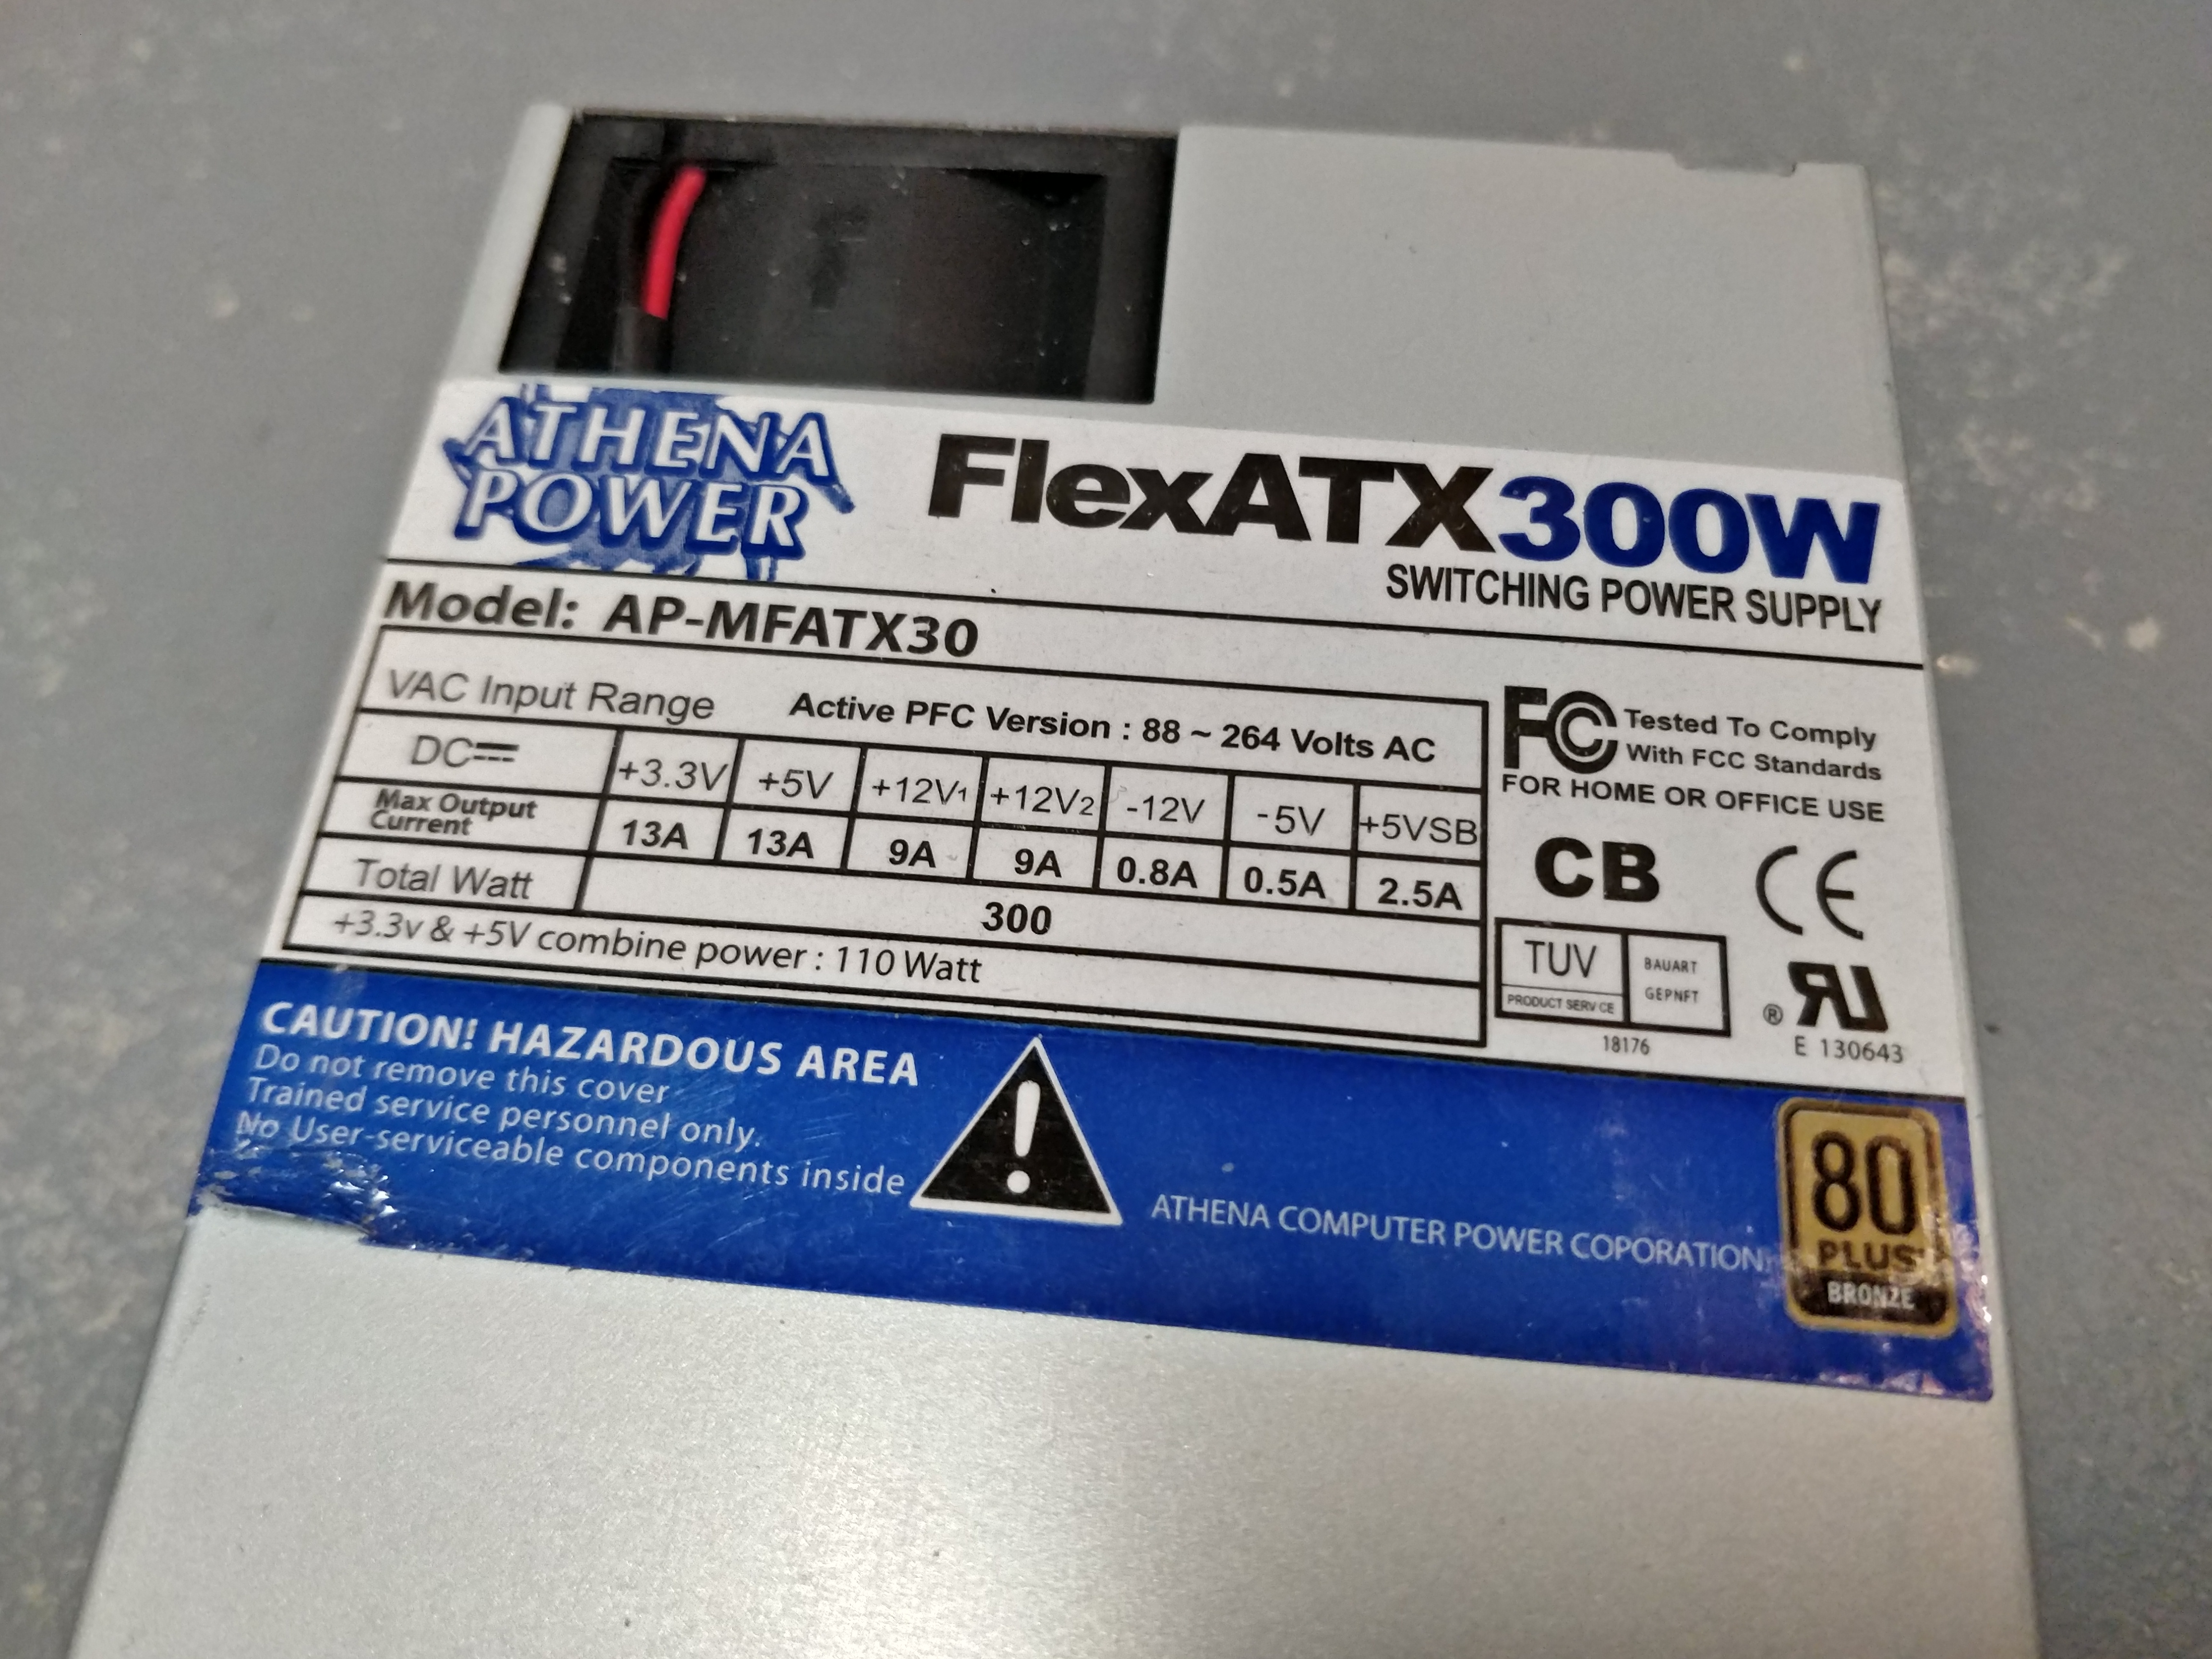 ATHENA
POWER
FlexATX300W
SWITCHING POWER SUPPLY
Model: AP-MFATX30
VAC Input Range Active PFC Version : 88 ~ 264 Volts AC
DC +3.3V +5V +12V1 +12V2 -12V -5V +5VSB
Max Output
Current 13A 13A 9A 9A 0.8A 0.5A 2.5A
Total Watt 300
+3.3v & +5V combine power : 110 Watt
FC Tested To Comply
With FCC Standards
FOR HOME OR OFFICE USE
CB CE
TUV
PRODUCT SERVICE
BAUART
GEPNFT
18176
® RU
E 130643
CAUTION! HAZARDOUS AREA
Do not remove this cover
Trained service personnel only.
No User-serviceable components inside
ATHENA COMPUTER POWER COPORATION.
80
PLUS
BRONZE